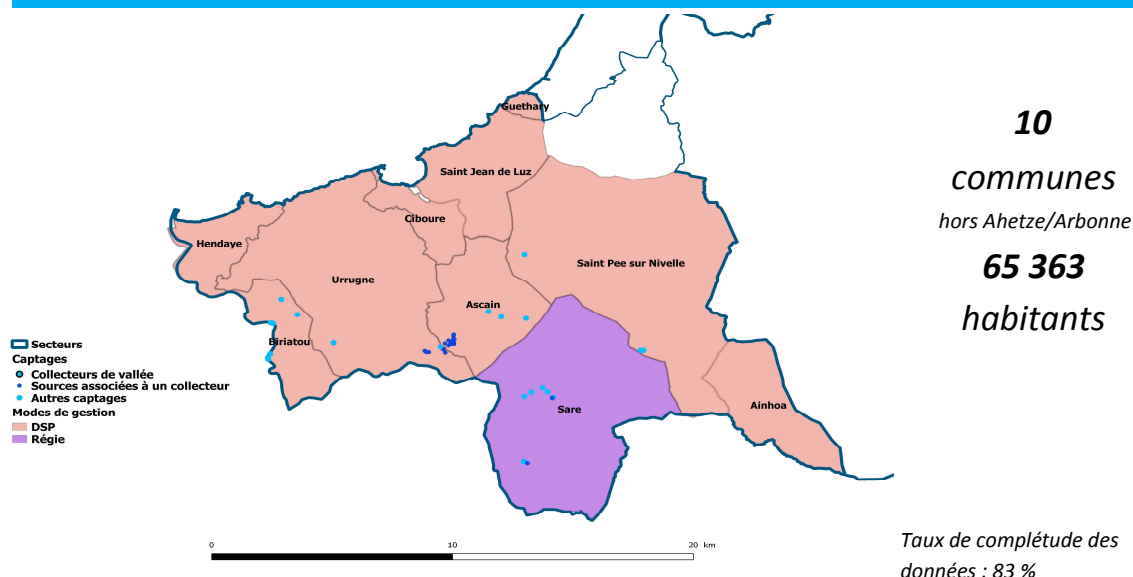 Guethary
Saint Jean de Luz
Ciboure
Hendaye
Urrugne
Saint Pee sur Nivelle
Ascain
Biriatou
Sare
Ainhoa
Secteurs
Captages
Collecteurs de vallée
Sources associées à un collecteur
Autres captages
Modes de gestion
DSP
Régie
0 10 20 km
10
communes
hors Ahetze/Arbonne
65 363
habitants
Taux de complétude des
données : 83 %